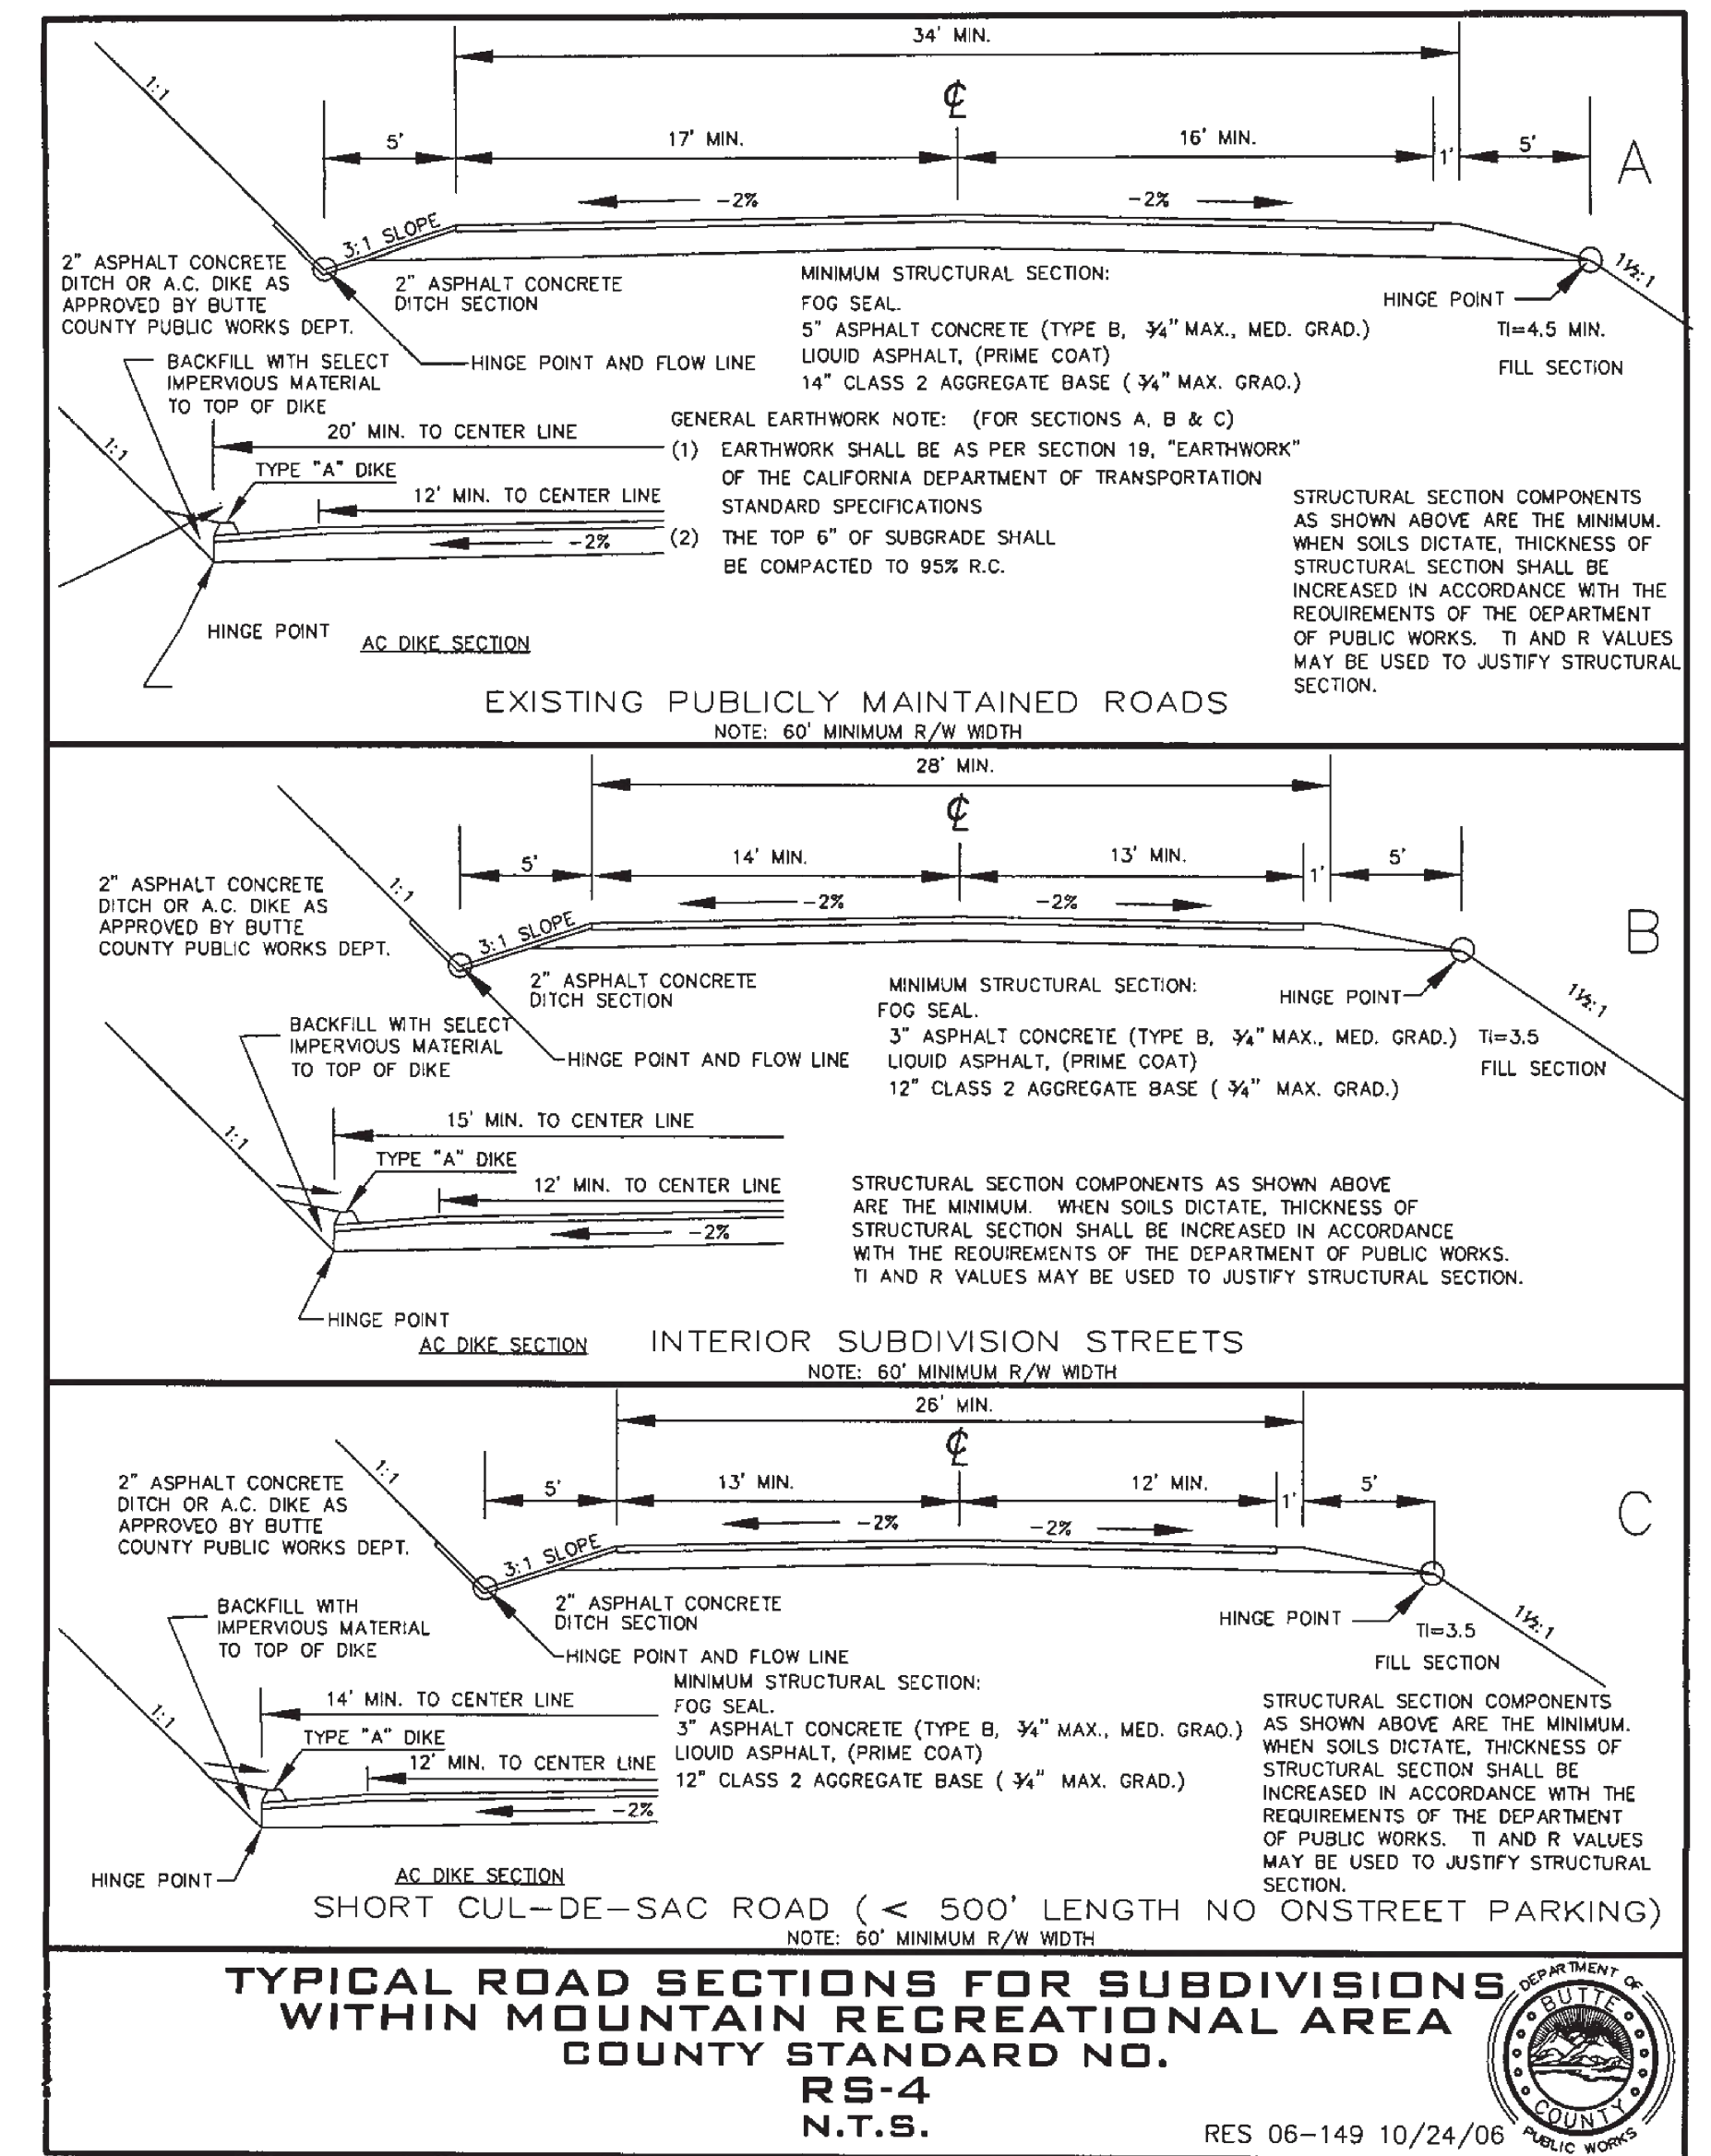 34' MIN.
℄
5'
17' MIN.
16' MIN.
1'
5'
A
1:1
-2%
-2%
3:1 SLOPE
2" ASPHALT CONCRETE
DITCH OR A.C. DIKE AS
APPROVED BY BUTTE
COUNTY PUBLIC WORKS DEPT.
2" ASPHALT CONCRETE
DITCH SECTION
HINGE POINT AND FLOW LINE
MINIMUM STRUCTURAL SECTION:
FOG SEAL.
5" ASPHALT CONCRETE (TYPE B, ¾" MAX., MED. GRAD.)
LIQUID ASPHALT, (PRIME COAT)
14" CLASS 2 AGGREGATE BASE ( ¾" MAX. GRAO.)
HINGE POINT
1½:1
TI=4.5 MIN.
FILL SECTION
BACKFILL WITH SELECT
IMPERVIOUS MATERIAL
TO TOP OF DIKE
1:1
20' MIN. TO CENTER LINE
TYPE "A" DIKE
12' MIN. TO CENTER LINE
-2%
HINGE POINT
AC DIKE SECTION
GENERAL EARTHWORK NOTE: (FOR SECTIONS A, B & C)
(1) EARTHWORK SHALL BE AS PER SECTION 19, "EARTHWORK"
OF THE CALIFORNIA DEPARTMENT OF TRANSPORTATION
STANDARD SPECIFICATIONS
(2) THE TOP 6" OF SUBGRADE SHALL
BE COMPACTED TO 95% R.C.
STRUCTURAL SECTION COMPONENTS
AS SHOWN ABOVE ARE THE MINIMUM.
WHEN SOILS DICTATE, THICKNESS OF
STRUCTURAL SECTION SHALL BE
INCREASED IN ACCORDANCE WITH THE
REOUIREMENTS OF THE OEPARTMENT
OF PUBLIC WORKS. TI AND R VALUES
MAY BE USED TO JUSTIFY STRUCTURAL
SECTION.
EXISTING PUBLICLY MAINTAINED ROADS
NOTE: 60' MINIMUM R/W WIDTH
28' MIN.
℄
5'
14' MIN.
13' MIN.
1'
5'
B
1:1
-2%
-2%
3:1 SLOPE
2" ASPHALT CONCRETE
DITCH OR A.C. DIKE AS
APPROVED BY BUTTE
COUNTY PUBLIC WORKS DEPT.
2" ASPHALT CONCRETE
DITCH SECTION
HINGE POINT AND FLOW LINE
MINIMUM STRUCTURAL SECTION:
FOG SEAL.
3" ASPHALT CONCRETE (TYPE B, ¾" MAX., MED. GRAD.)
LIQUID ASPHALT, (PRIME COAT)
12" CLASS 2 AGGREGATE BASE ( ¾" MAX. GRAD.)
HINGE POINT
1½:1
TI=3.5
FILL SECTION
BACKFILL WITH SELECT
IMPERVIOUS MATERIAL
TO TOP OF DIKE
1:1
15' MIN. TO CENTER LINE
TYPE "A" DIKE
12' MIN. TO CENTER LINE
-2%
HINGE POINT
AC DIKE SECTION
STRUCTURAL SECTION COMPONENTS AS SHOWN ABOVE
ARE THE MINIMUM. WHEN SOILS DICTATE, THICKNESS OF
STRUCTURAL SECTION SHALL BE INCREASED IN ACCORDANCE
WITH THE REOUIREMENTS OF THE DEPARTMENT OF PUBLIC WORKS.
TI AND R VALUES MAY BE USED TO JUSTIFY STRUCTURAL SECTION.
INTERIOR SUBDIVISION STREETS
NOTE: 60' MINIMUM R/W WIDTH
26' MIN.
℄
5'
13' MIN.
12' MIN.
1'
5'
C
1:1
-2%
-2%
3:1 SLOPE
2" ASPHALT CONCRETE
DITCH OR A.C. DIKE AS
APPROVEO BY BUTTE
COUNTY PUBLIC WORKS DEPT.
2" ASPHALT CONCRETE
DITCH SECTION
HINGE POINT AND FLOW LINE
MINIMUM STRUCTURAL SECTION:
FOG SEAL.
3" ASPHALT CONCRETE (TYPE B, ¾" MAX., MED. GRAO.)
LIOUID ASPHALT, (PRIME COAT)
12" CLASS 2 AGGREGATE BASE ( ¾" MAX. GRAD.)
HINGE POINT
1½:1
TI=3.5
FILL SECTION
BACKFILL WITH
IMPERVIOUS MATERIAL
TO TOP OF DIKE
1:1
14' MIN. TO CENTER LINE
TYPE "A" DIKE
12' MIN. TO CENTER LINE
-2%
HINGE POINT
AC DIKE SECTION
STRUCTURAL SECTION COMPONENTS
AS SHOWN ABOVE ARE THE MINIMUM.
WHEN SOILS DICTATE, THICKNESS OF
STRUCTURAL SECTION SHALL BE
INCREASED IN ACCORDANCE WITH THE
REQUIREMENTS OF THE DEPARTMENT
OF PUBLIC WORKS. TI AND R VALUES
MAY BE USED TO JUSTIFY STRUCTURAL
SECTION.
SHORT CUL-DE-SAC ROAD (< 500' LENGTH NO ONSTREET PARKING)
NOTE: 60' MINIMUM R/W WIDTH
TYPICAL ROAD SECTIONS FOR SUBDIVISIONS
WITHIN MOUNTAIN RECREATIONAL AREA
COUNTY STANDARD NO.
RS-4
N.T.S.
RES 06-149 10/24/06
DEPARTMENT OF
BUTTE
COUNTY
PUBLIC WORKS